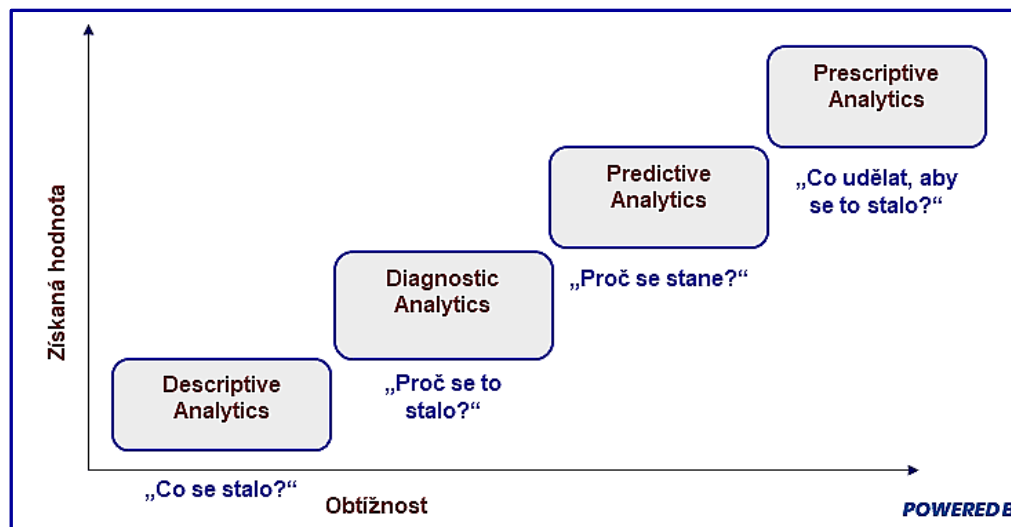 Prescriptive
Analytics
„Co udělat, aby
se to stalo?“
Predictive
Analytics
„Proč se stane?“
Diagnostic
Analytics
„Proč se to
stalo?“
Descriptive
Analytics
„Co se stalo?“
Získaná hodnota
Obtížnost
POWERED B